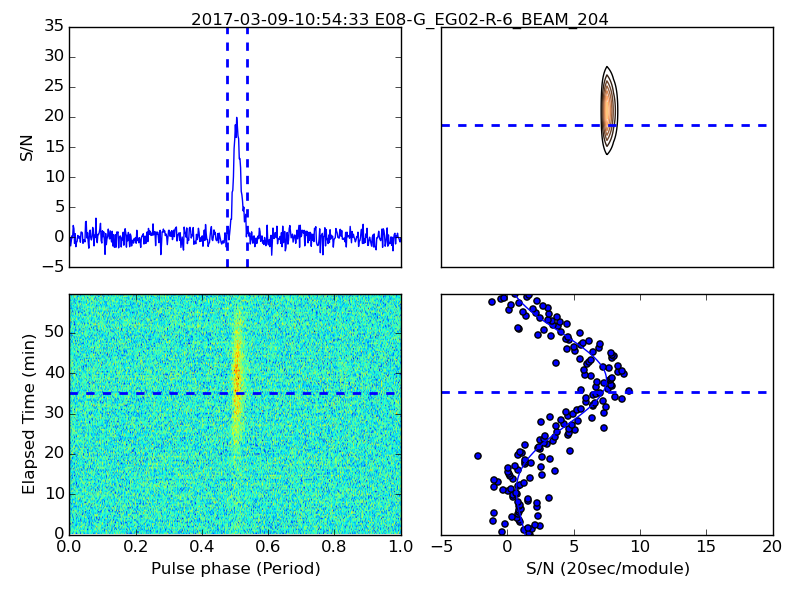 2017-03-09-10:54:33 E08-G_EG02-R-6_BEAM_204
35
30
25
20
15
10
5
0
−5
S/N
50
40
30
20
10
0
Elapsed Time (min)
0.0 0.2 0.4 0.6 0.8 1.0
Pulse phase (Period)
−5 0 5 10 15 20
S/N (20sec/module)